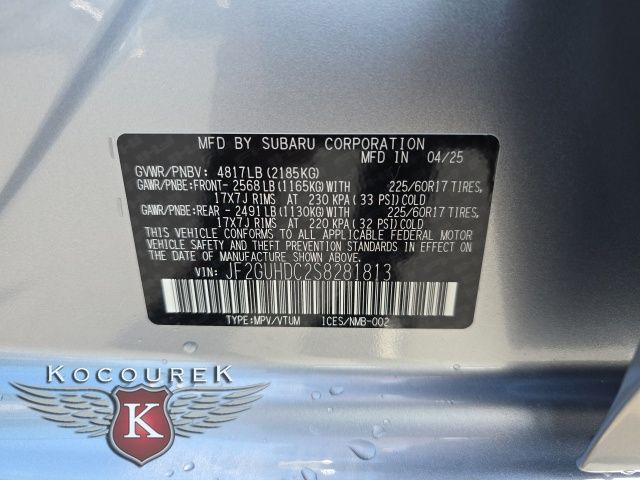 MFD BY SUBARU CORPORATION
MFD IN 04/25
GVWR/PNBV: 4817LB (2185KG)
GAWR/PNBE:FRONT- 2568LB(1165KG)WITH 225/60R17 TIRES,
17X7J RIMS AT 230 KPA(33 PSI)COLD
GAWR/PNBE:REAR - 2491LB(1130KG)WITH 225/60R17 TIRES,
17X7J RIMS AT 220 KPA(32 PSI)COLD
THIS VEHICLE CONFORMS TO ALL APPLICABLE FEDERAL MOTOR
VEHICLE SAFETY AND THEFT PREVENTION STANDARDS IN EFFECT ON
THE DATE OF MANUFACTURE SHOWN ABOVE.
VIN: JF2GUHDC2S8281813
TYPE:MPV/VTUM ICES/NMB-002
KOCOUREK
K